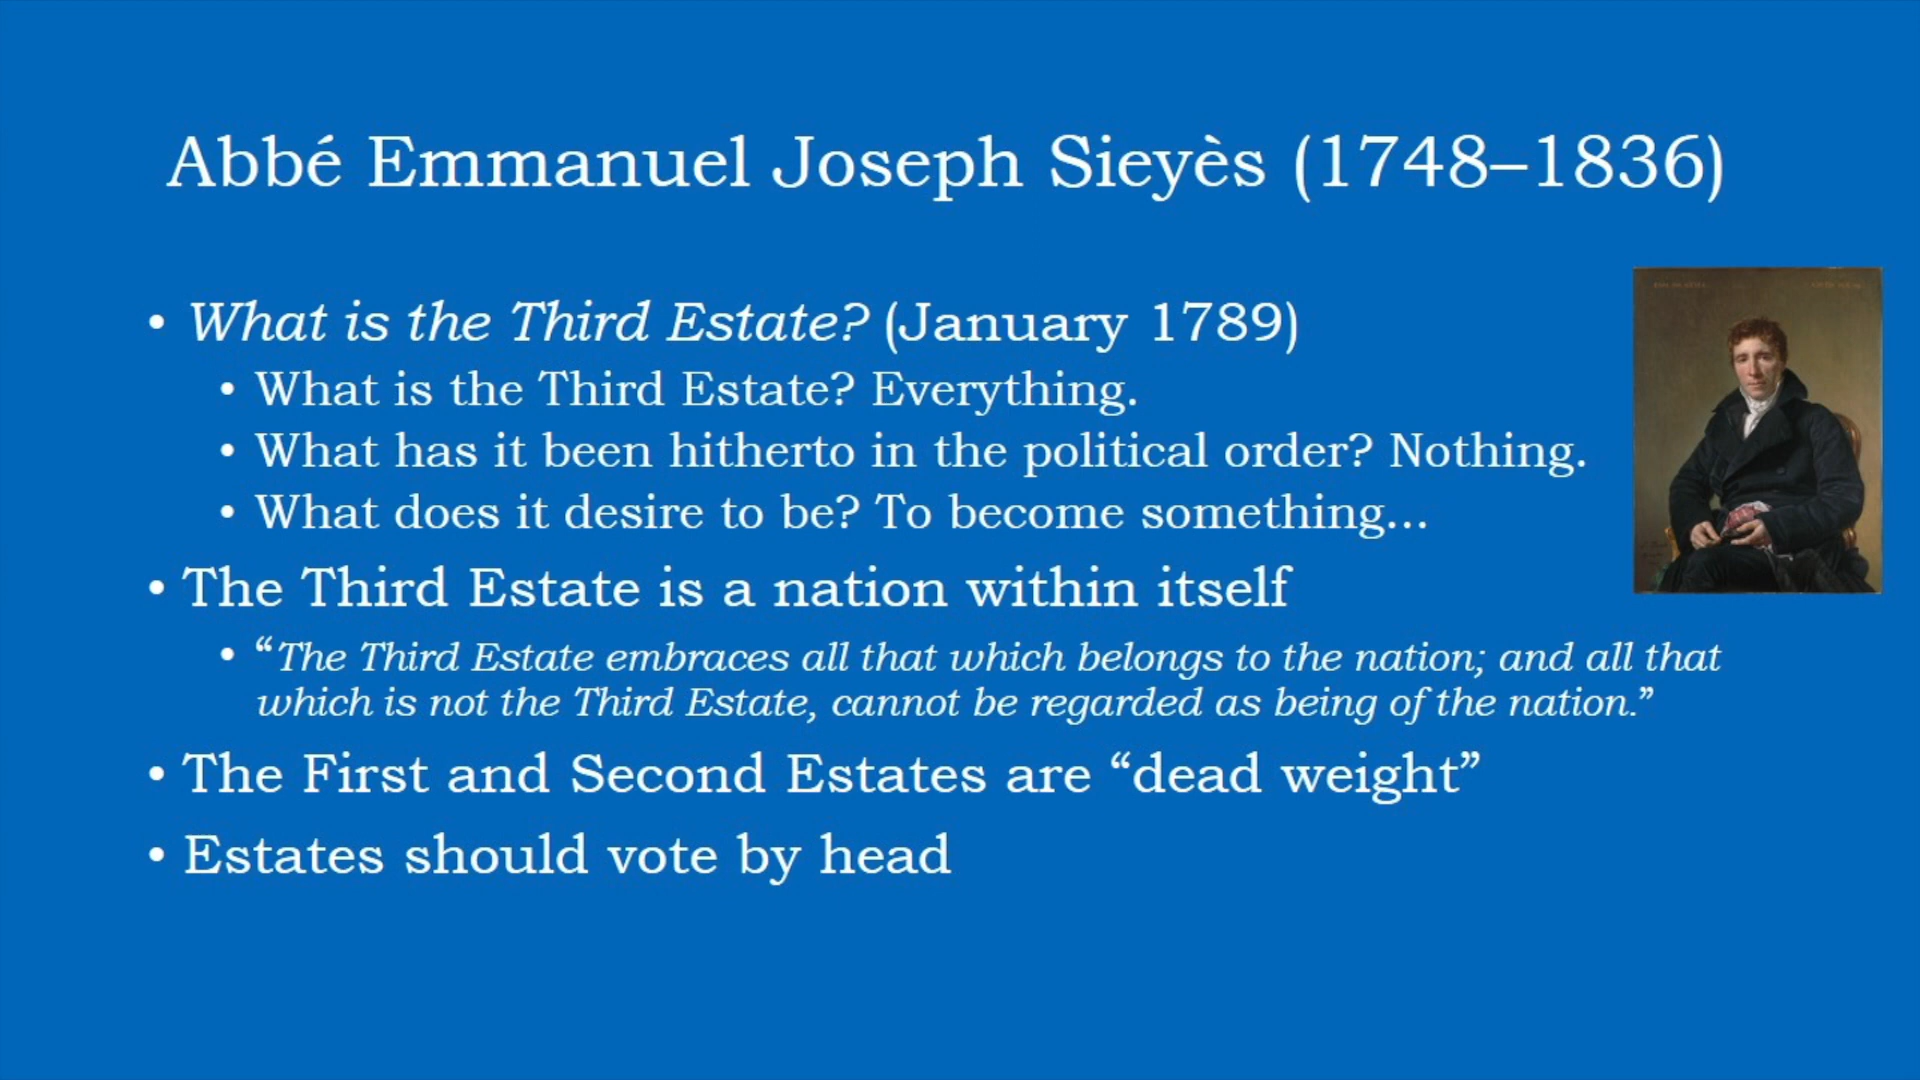 Abbé Emmanuel Joseph Sieyès (1748–1836)
• What is the Third Estate? (January 1789)
• What is the Third Estate? Everything.
• What has it been hitherto in the political order? Nothing.
• What does it desire to be? To become something...
• The Third Estate is a nation within itself
• “The Third Estate embraces all that which belongs to the nation; and all that
which is not the Third Estate, cannot be regarded as being of the nation.”
• The First and Second Estates are “dead weight”
• Estates should vote by head